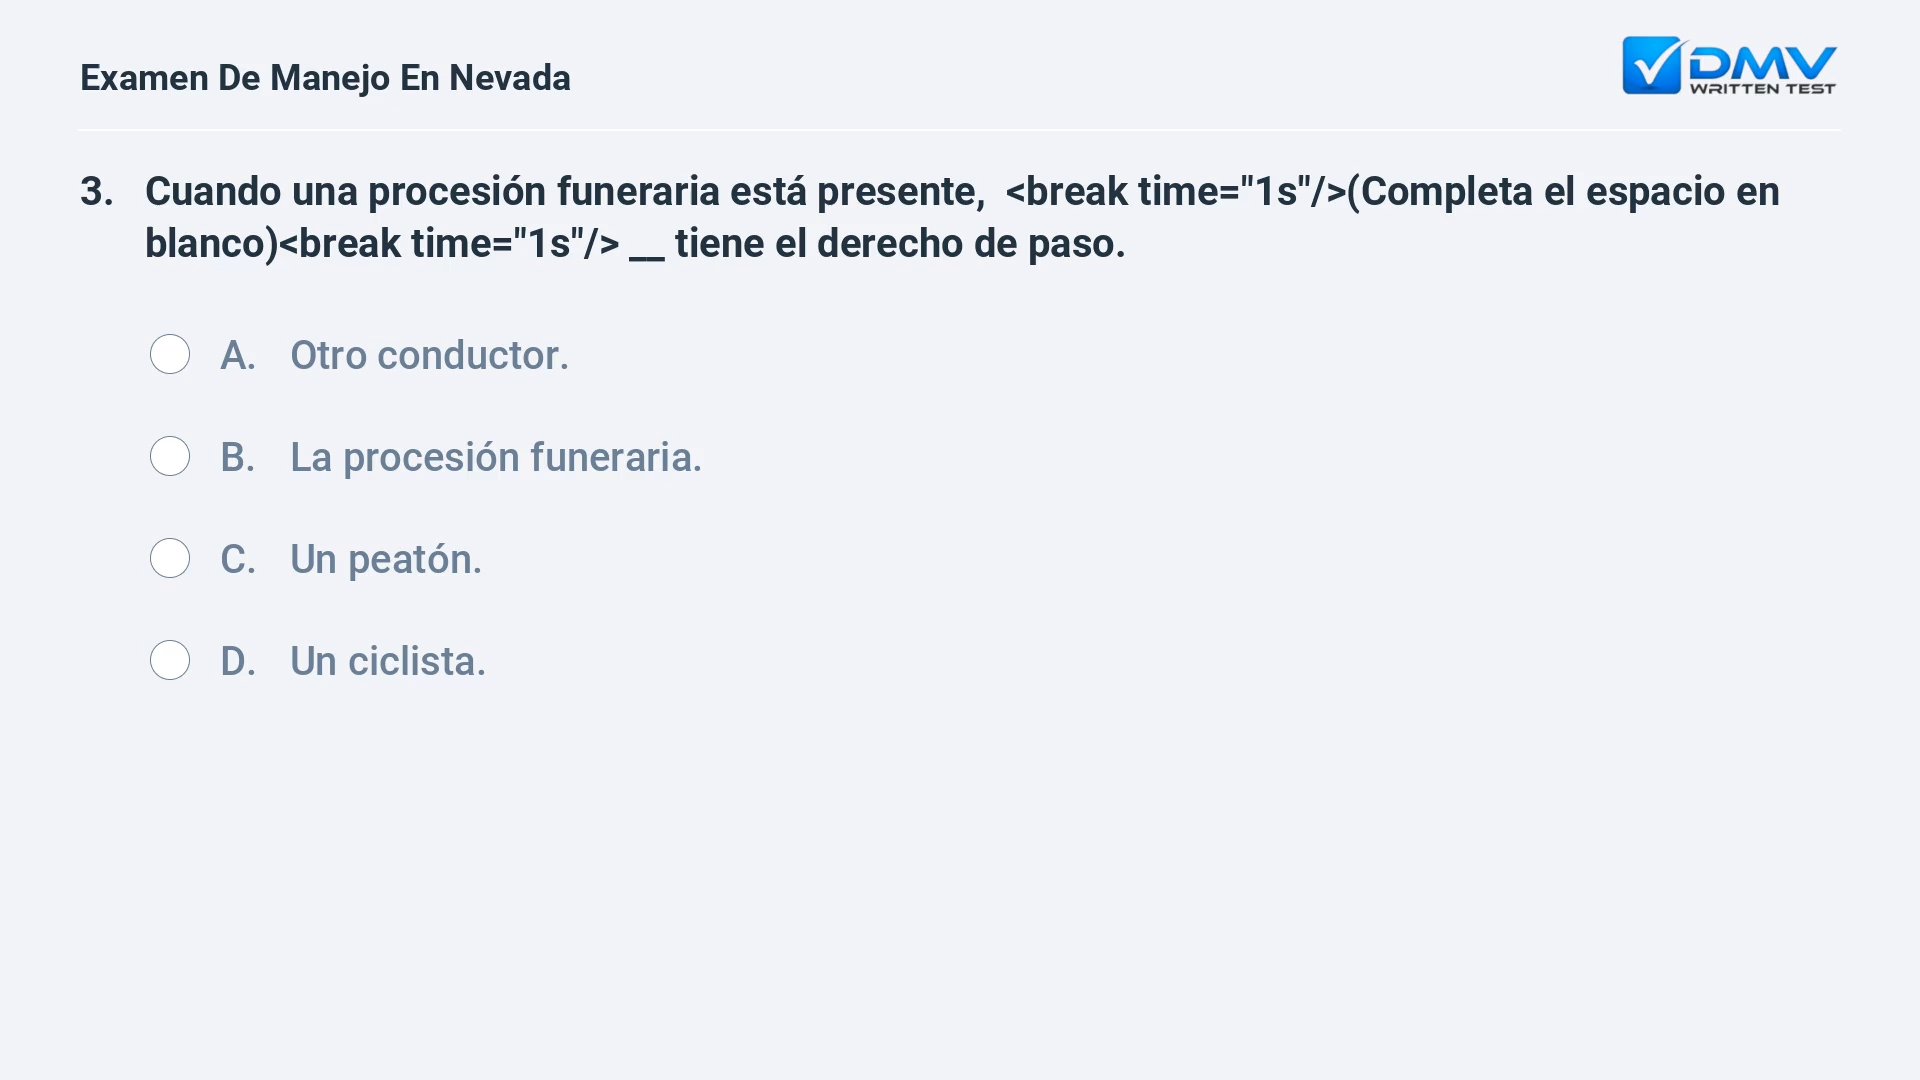 Examen De Manejo En Nevada
DMV
WRITTEN TEST
3. Cuando una procesión funeraria está presente,  <break time="1s"/>(Completa el espacio en
blanco)<break time="1s"/> __ tiene el derecho de paso.
A. Otro conductor.
B. La procesión funeraria.
C. Un peatón.
D. Un ciclista.